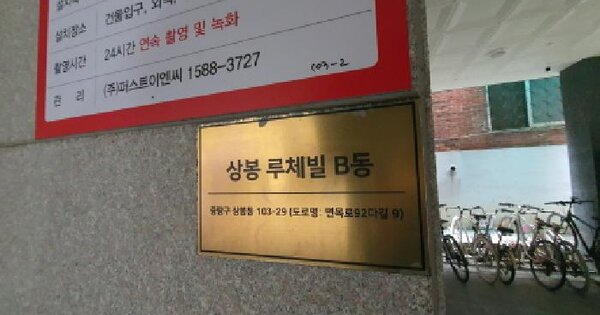 설치장소 건물입구, 외벽,
촬영시간 24시간 연속 촬영 및 녹화
관 리 (주)퍼스트이엔씨 1588-3727
103-2
상봉 루체빌 B동
중랑구 상봉동 103-29 (도로명: 면목로92다길 9)